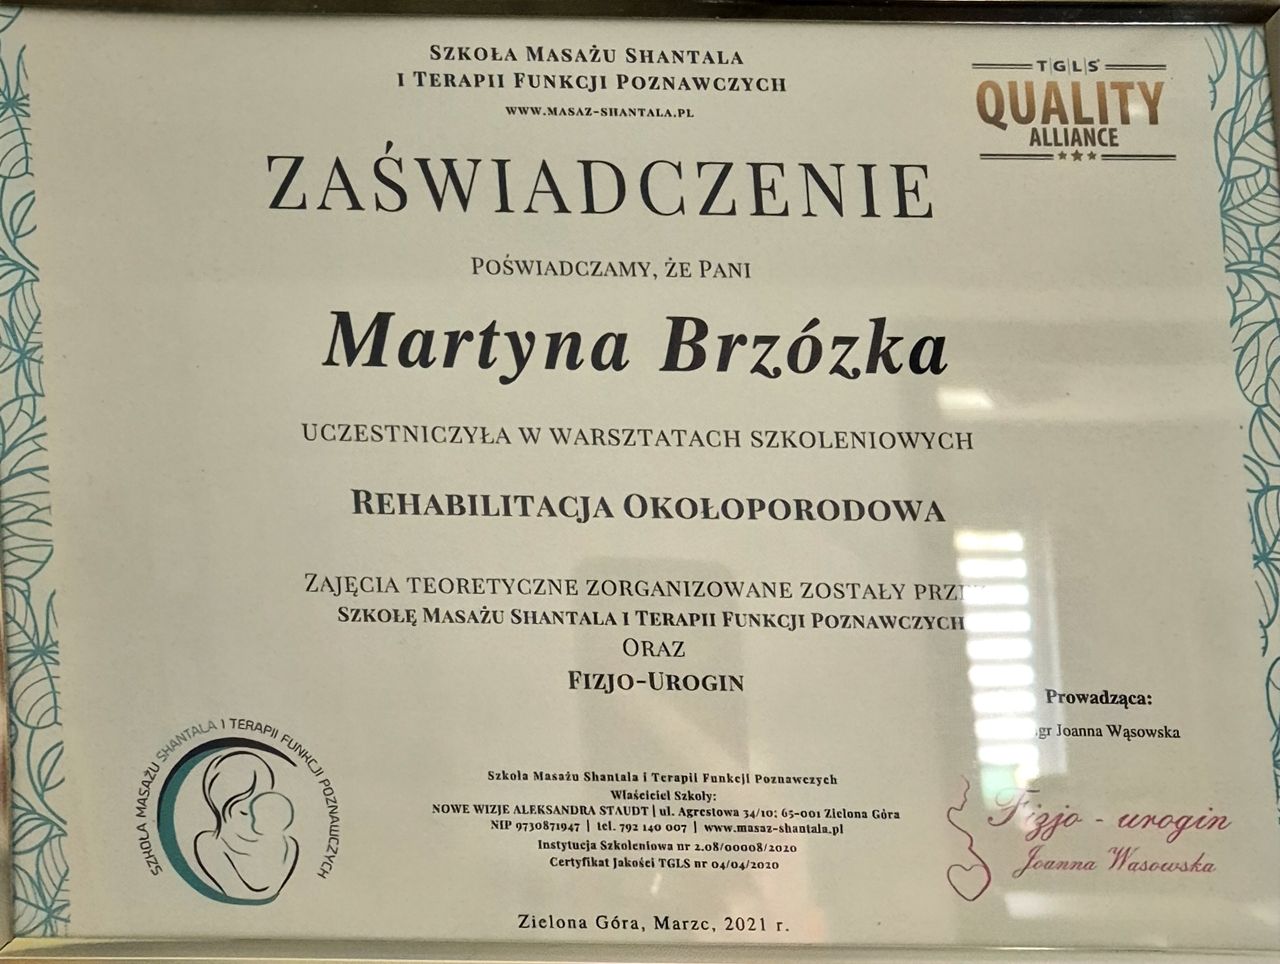 Szkoła Masażu Shantala
i Terapii Funkcji Poznawczych
www.masaz-shantala.pl
TGLS
QUALITY
ALLIANCE
ZAŚWIADCZENIE
Poświadczamy, że Pani
Martyna Brzózka
uczestniczyła w warsztatach szkoleniowych
Rehabilitacja Okołoporodowa
Zajęcia teoretyczne zorganizowane zostały
Szkołę Masażu Shantala i Terapii Funkcji Poznawczych
Oraz
Fizjo-Urogin
Prowadząca:
Joanna Wąsowska
SZKOŁA MASAŻU SHANTALA I TERAPII FUNKCJI POZNAWCZYCH
Szkoła Masażu Shantala i Terapii Funkcji Poznawczych
Właściciel Szkoły:
NOWE WIZJE ALEKSANDRA STAUDT | ul. Agrestowa 34/10; 65-001 Zielona Góra
NIP 9730871947 | tel. 792 140 007 | www.masaz-shantala.pl
Instytucja Szkoleniowa nr 2.08/00008/2020
Certyfikat Jakości TGLS nr 04/04/2020
Fizjo - urogin
Joanna Wąsowska
Zielona Góra, Marzc, 2021 r.